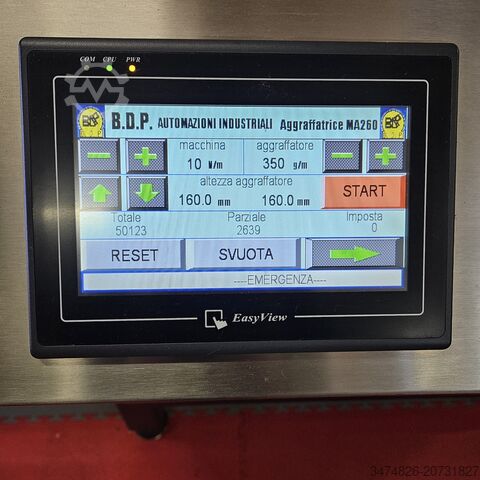 COM CPU PWR
B.D.P. AUTOMAZIONI INDUSTRIALI Aggraffatrice MA260
macchina aggraffatore
10 M/m 350 g/m
altezza aggraffatore
160.0 mm 160.0 mm START
Totale Parziale Imposta
50123 2639 0
RESET SVUOTA
----EMERGENZA----
EasyView
3474826-20731827